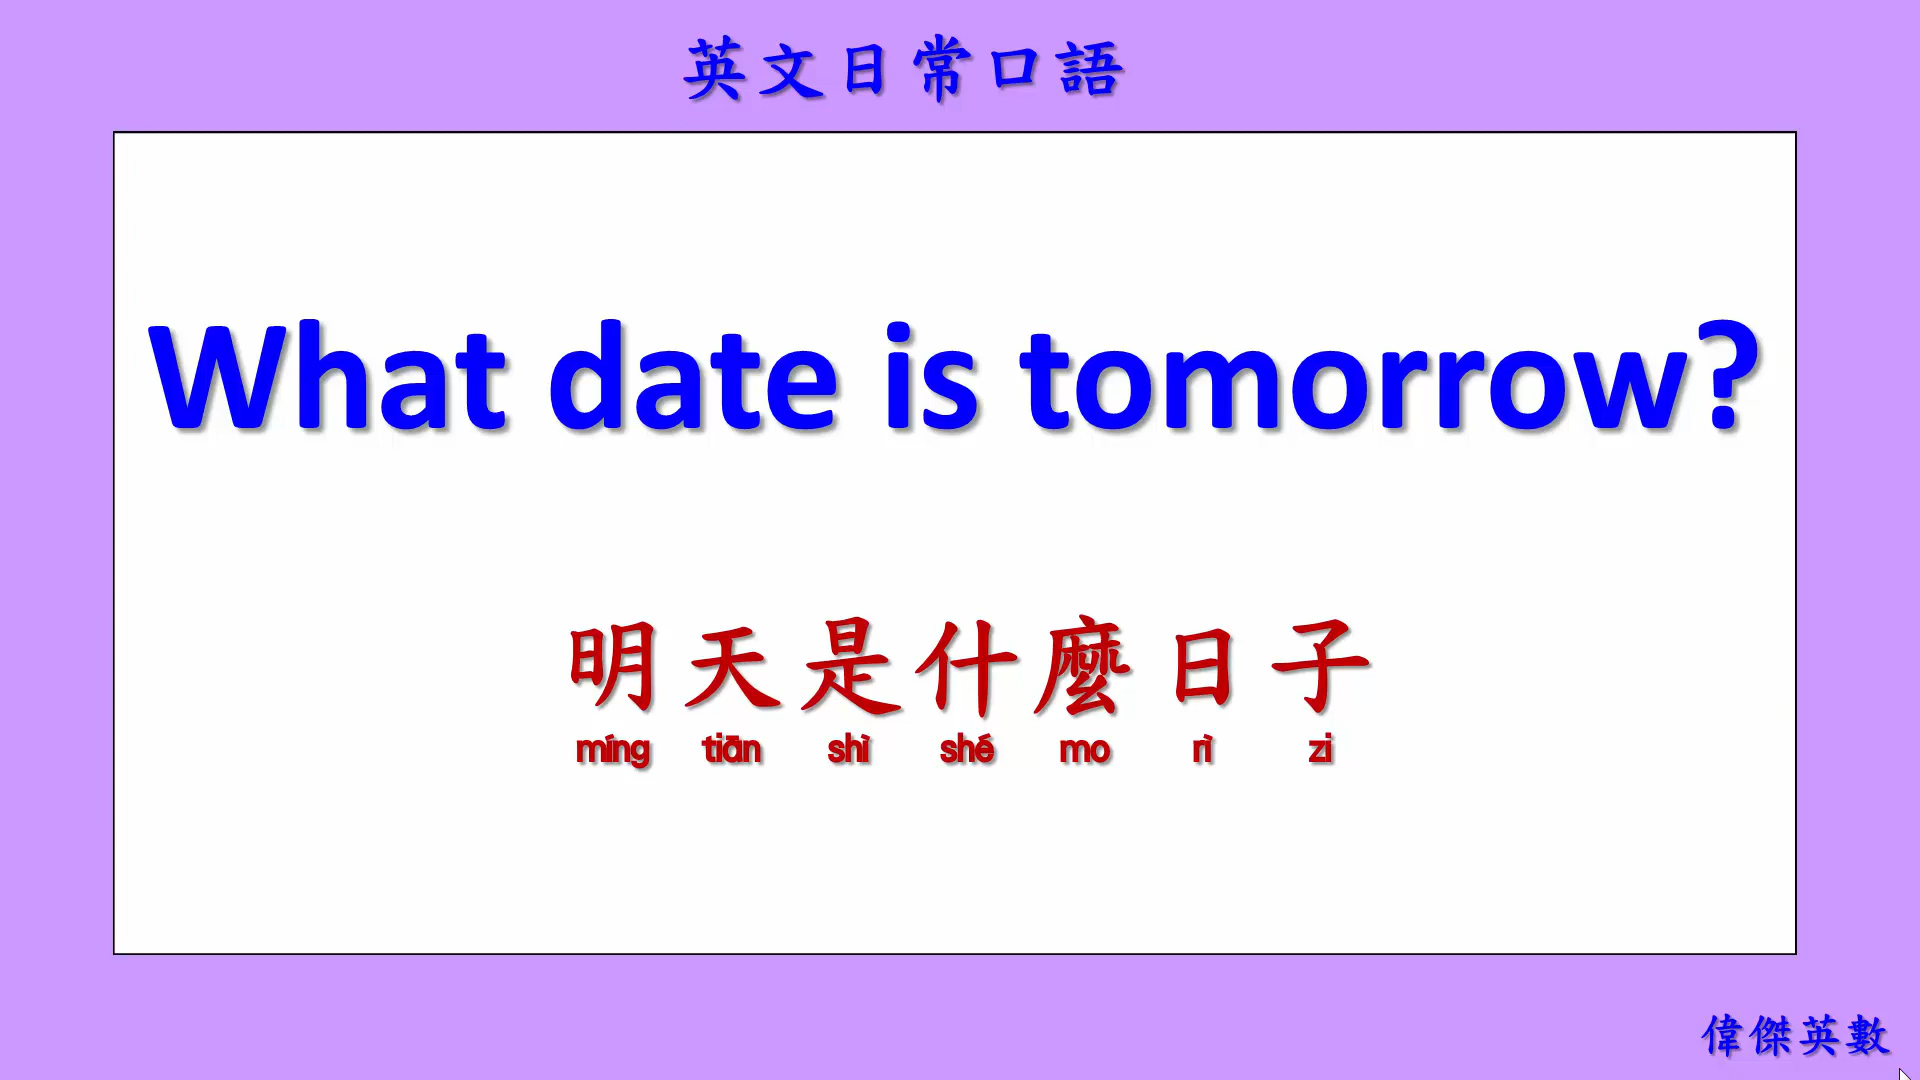 英文日常口語
What date is tomorrow?
明天是什麼日子
míng tiān shì shé mo rì zi
偉傑英數